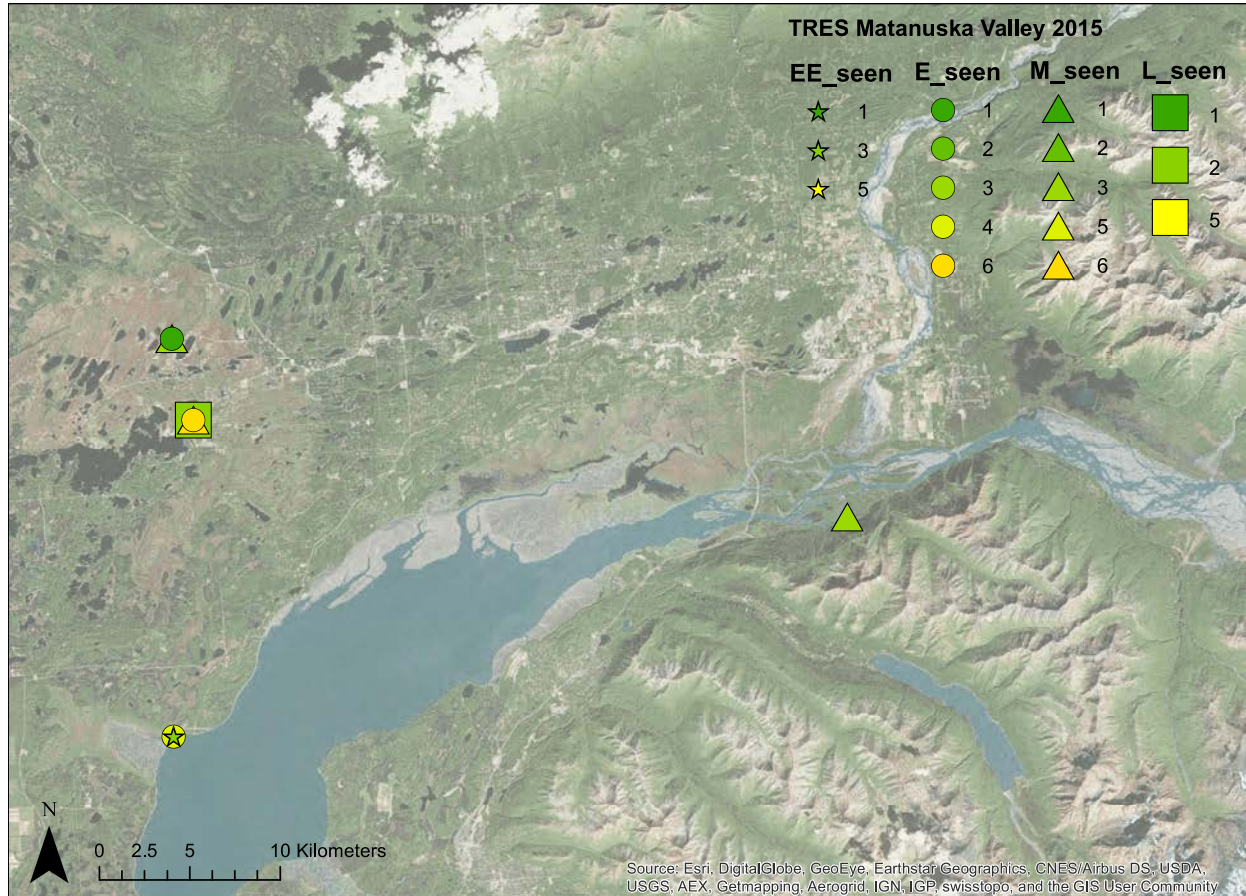 TRES Matanuska Valley 2015
EE_seen E_seen M_seen L_seen
1 1 1 1
3 2 2 2
5 3 3 5
4 5
6 6
N
0 2.5 5 10 Kilometers
Source: Esri, DigitalGlobe, GeoEye, Earthstar Geographics, CNES/Airbus DS, USDA,
USGS, AEX, Getmapping, Aerogrid, IGN, IGP, swisstopo, and the GIS User Community